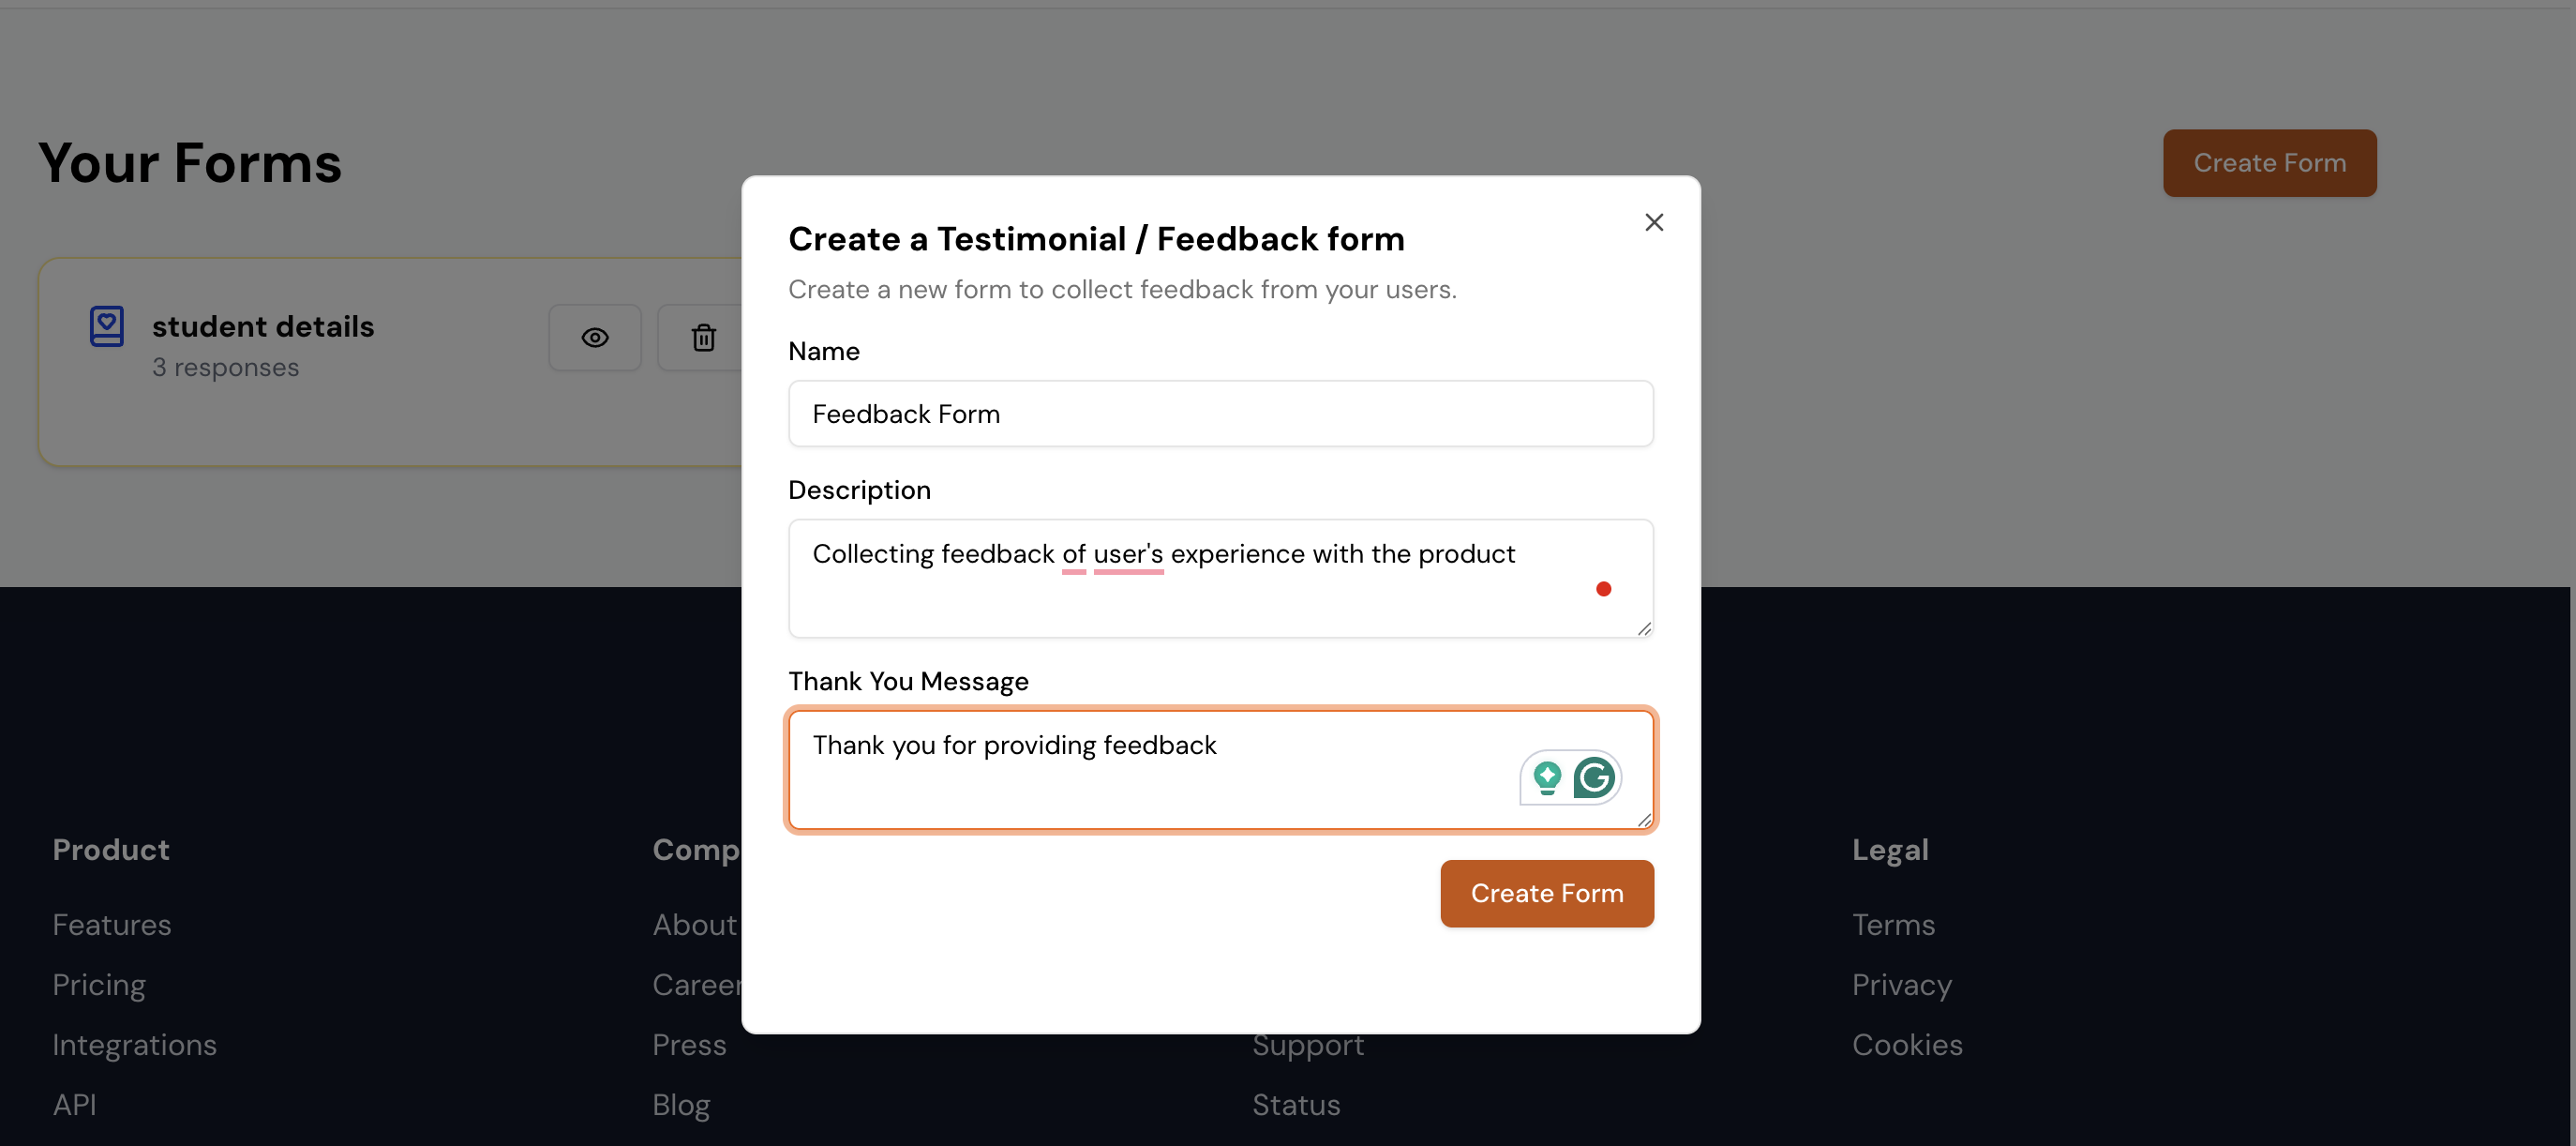 Your Forms
Create Form
student details
3 responses
Create a Testimonial / Feedback form
Create a new form to collect feedback from your users.
Name
Feedback Form
Description
Collecting feedback of user's experience with the product
Thank You Message
Thank you for providing feedback
Create Form
Product
Features
Pricing
Integrations
API
Comp
About
Career
Press
Blog
Support
Status
Legal
Terms
Privacy
Cookies